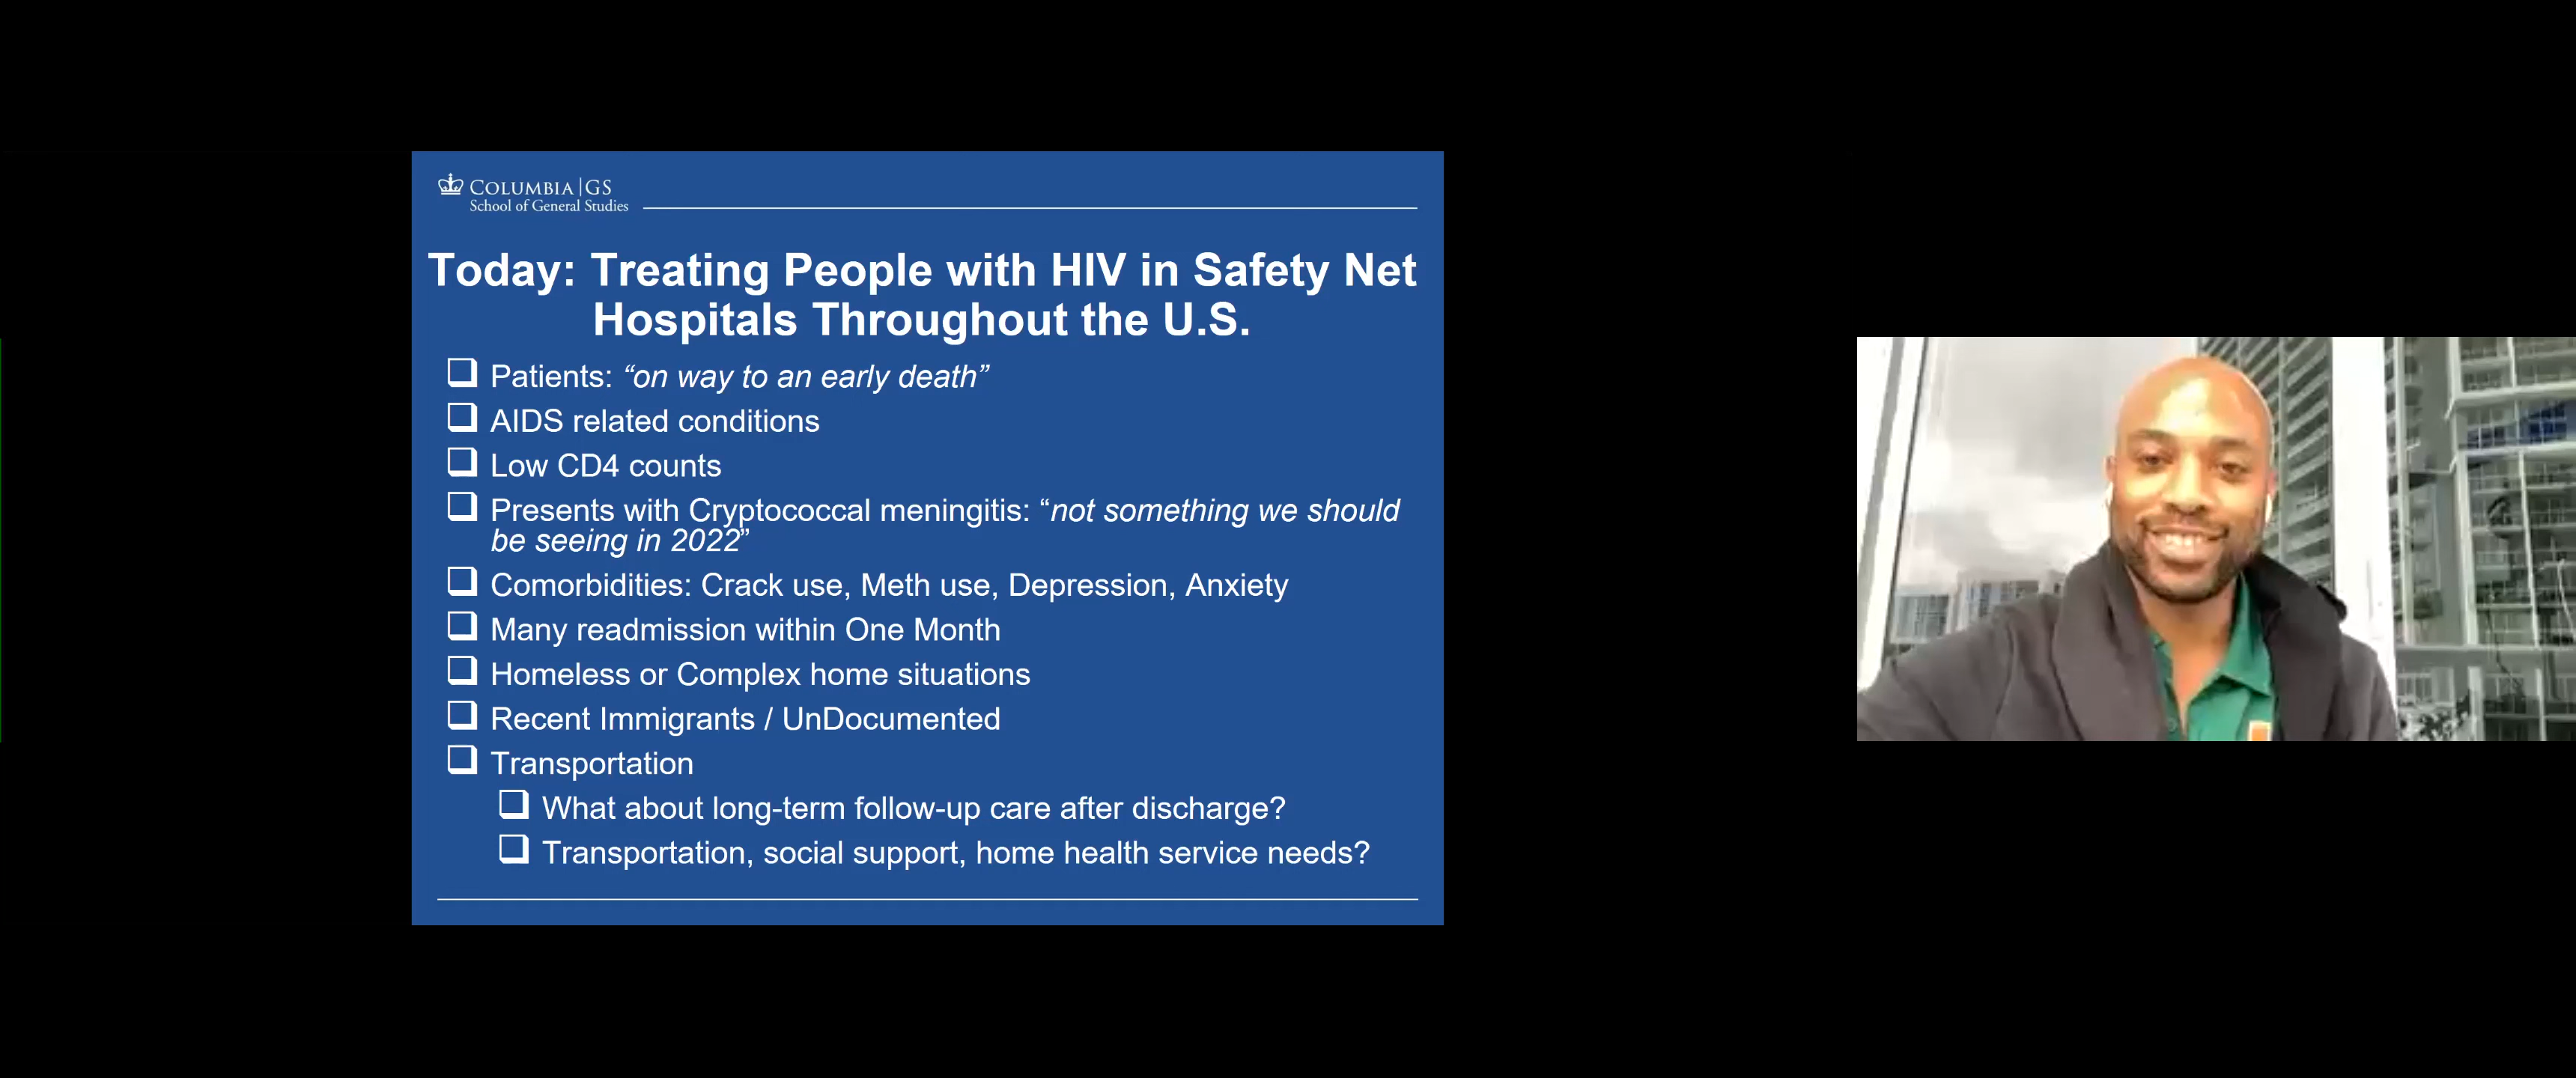 COLUMBIA | GS
School of General Studies
Today: Treating People with HIV in Safety Net
Hospitals Throughout the U.S.
Patients: “on way to an early death”
AIDS related conditions
Low CD4 counts
Presents with Cryptococcal meningitis: “not something we should
be seeing in 2022”
Comorbidities: Crack use, Meth use, Depression, Anxiety
Many readmission within One Month
Homeless or Complex home situations
Recent Immigrants / UnDocumented
Transportation
What about long-term follow-up care after discharge?
Transportation, social support, home health service needs?